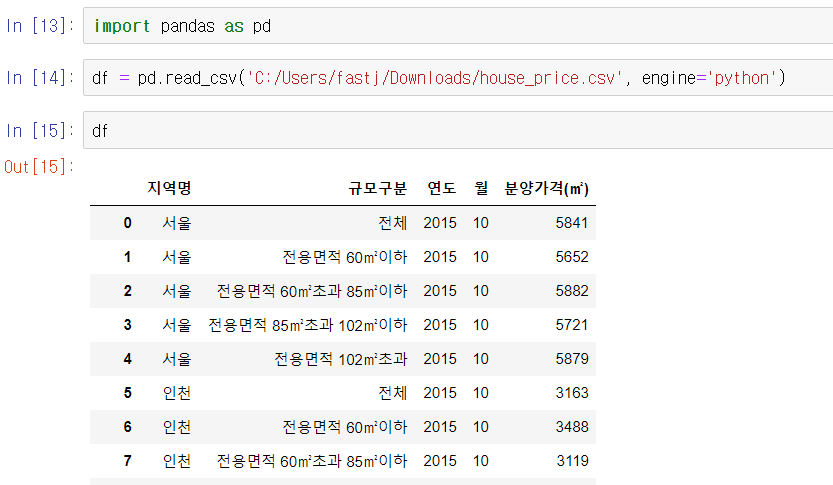 In [13]: import pandas as pd
In [14]: df = pd.read_csv('C:/Users/fastj/Downloads/house_price.csv', engine='python')
In [15]: df
Out[15]:
지역명 규모구분 연도 월 분양가격(㎡)
0 서울 전체 2015 10 5841
1 서울 전용면적 60㎡이하 2015 10 5652
2 서울 전용면적 60㎡초과 85㎡이하 2015 10 5882
3 서울 전용면적 85㎡초과 102㎡이하 2015 10 5721
4 서울 전용면적 102㎡초과 2015 10 5879
5 인천 전체 2015 10 3163
6 인천 전용면적 60㎡이하 2015 10 3488
7 인천 전용면적 60㎡초과 85㎡이하 2015 10 3119